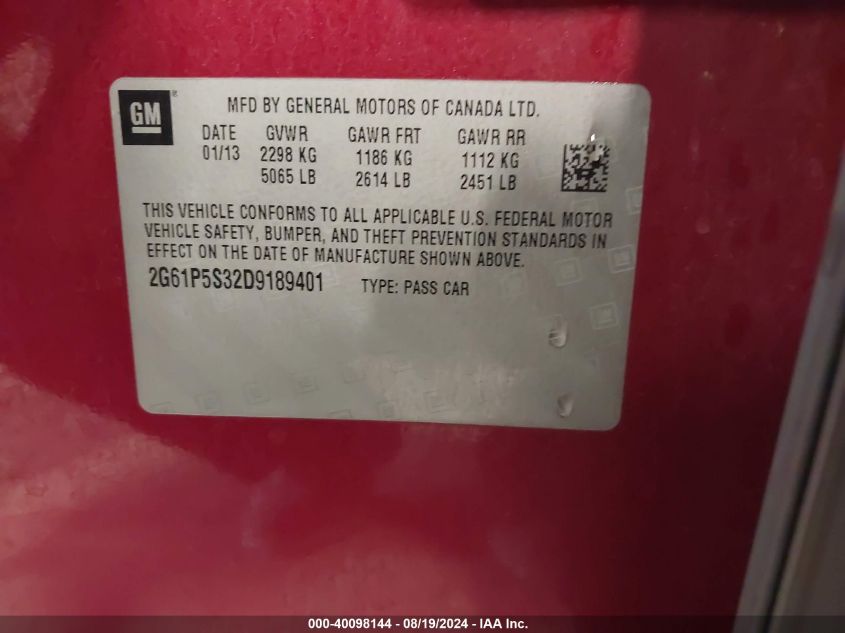 GM
MFD BY GENERAL MOTORS OF CANADA LTD.
DATE GVWR GAWR FRT GAWR RR
01/13 2298 KG 1186 KG 1112 KG
5065 LB 2614 LB 2451 LB
THIS VEHICLE CONFORMS TO ALL APPLICABLE U.S. FEDERAL MOTOR
VEHICLE SAFETY, BUMPER, AND THEFT PREVENTION STANDARDS IN
EFFECT ON THE DATE OF MANUFACTURE SHOWN ABOVE.
2G61P5S32D9189401 TYPE: PASS CAR
000-40098144 - 08/19/2024 - IAA Inc.